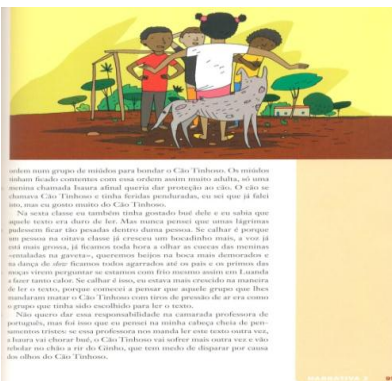 ordem num grupo de miúdos para bondar o Cão Tinhoso. Os miúdos
tinham ficado contentes com essa ordem assim muito adulta, só uma
menina chamada Isaura afinal queria dar proteção ao cão. O cão se
chamava Cão Tinhoso e tinha feridas penduradas, eu sei que já falei
isto, mas eu gosto muito do Cão Tinhoso.
Na sexta classe eu também tinha gostado bué dele e eu sabia que
aquele texto era duro de ler. Mas nunca pensei que umas lágrimas
pudessem ficar tão pesadas dentro duma pessoa. Se calhar é porque
uma pessoa na oitava classe já cresceu um bocadinho mais, a voz já
está mais grossa, já ficamos toda hora a olhar as cuecas das meninas
«entaladas na gaveta», queremos beijos na boca mais demorados e
na dança de slow ficamos todos agarrados até os pais e os primos das
moças virem perguntar se estamos com frio mesmo assim em Luanda
a fazer tanto calor. Se calhar é isso, eu estava mais crescido na maneira
de ler o texto, porque comecei a pensar que aquele grupo que lhes
mandaram matar o Cão Tinhoso com tiros de pressão de ar era como
o grupo que tinha sido escolhido para ler o texto.
Não quero dar essa responsabilidade na camarada professora de
português, mas foi isso que eu pensei na minha cabeça cheia de pen-
samentos tristes: se essa professora nos manda ler este texto outra vez,
a Isaura vai chorar bué, o Cão Tinhoso vai sofrer mais outra vez e vão
rebolar no chão a rir do Ginho, que tem medo de disparar por causa
dos olhos do Cão Tinhoso.